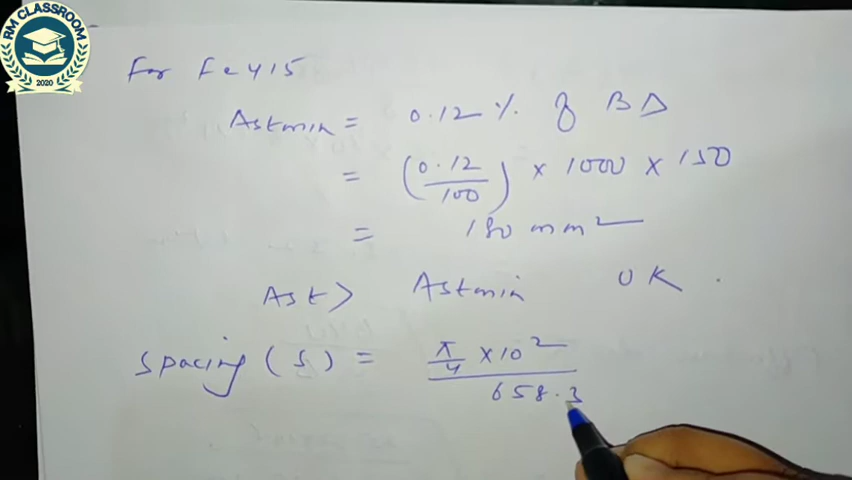 RM CLASSROOM
2020
For Fe415
Astmin = 0.12 % of BD
= (0.12/100) × 1000 × 150
= 180 mm²
Ast > Astmin OK.
Spacing (S) = π/4 × 10²
658.3